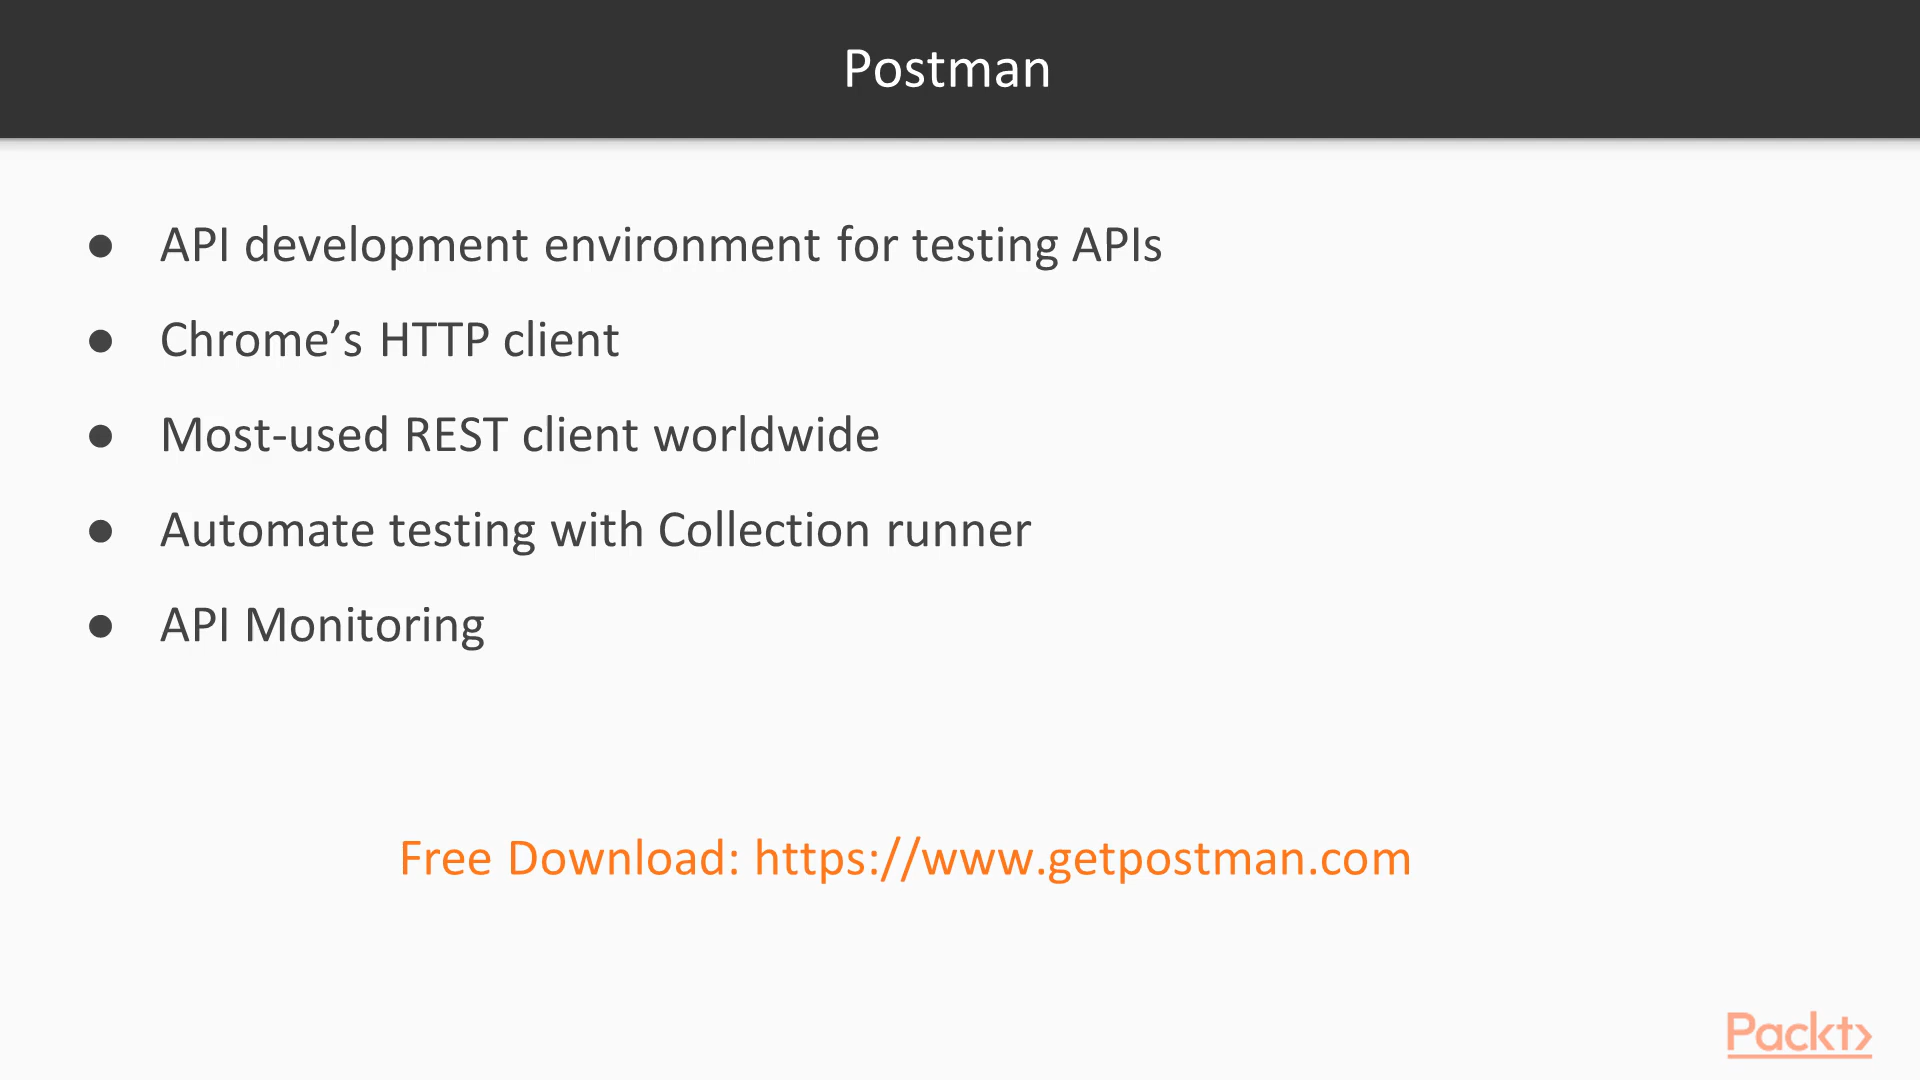 Postman
● API development environment for testing APIs
● Chrome’s HTTP client
● Most-used REST client worldwide
● Automate testing with Collection runner
● API Monitoring
Free Download: https://www.getpostman.com
Packt>